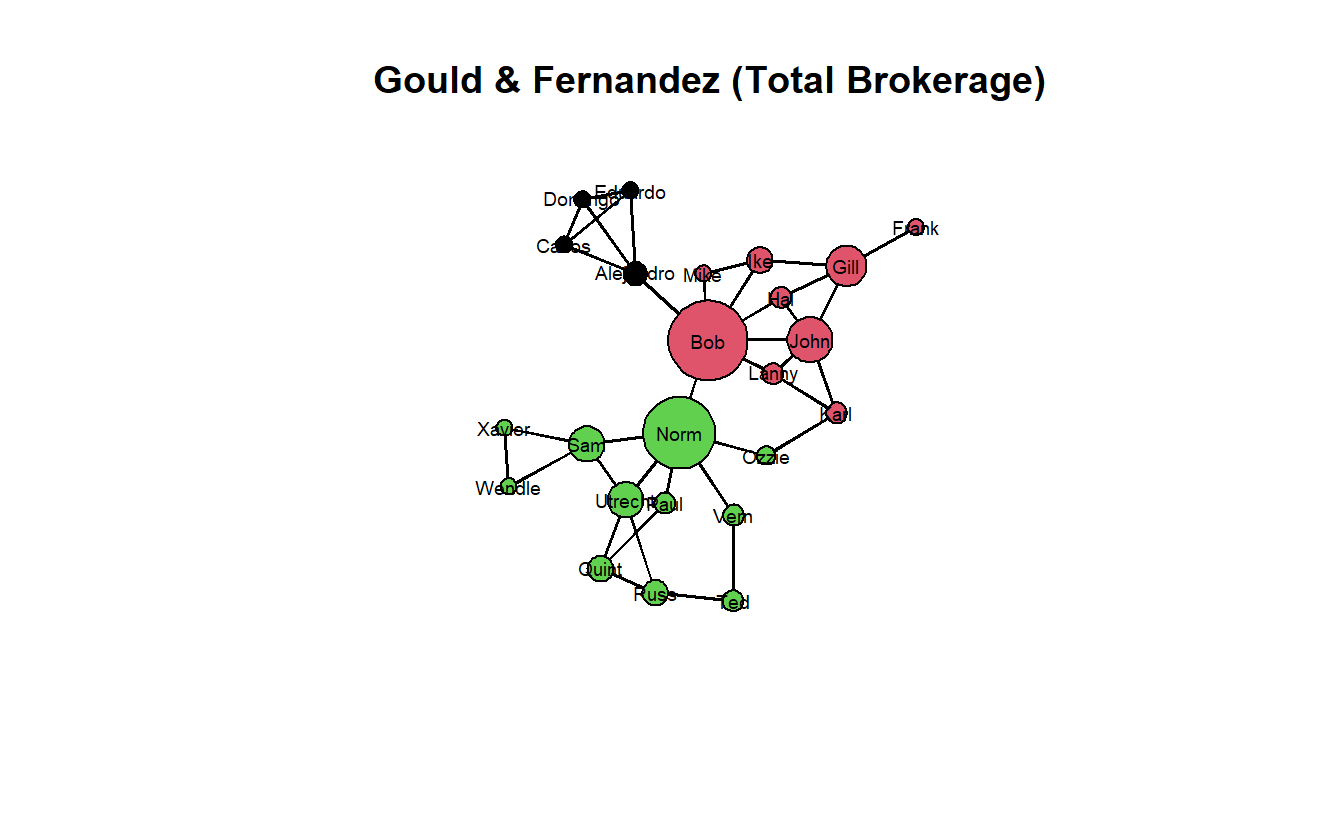 Gould & Fernandez (Total Brokerage)
Eduardo
Domingo
Frank
Carlos
Ike
Gill
Alejandro
Mike
Hal
Bob
John
Lanny
Karl
Xavier
Norm
Sam
Ozzie
Wendle
Utrecht
Paul
Vern
Quint
Russ
Ted